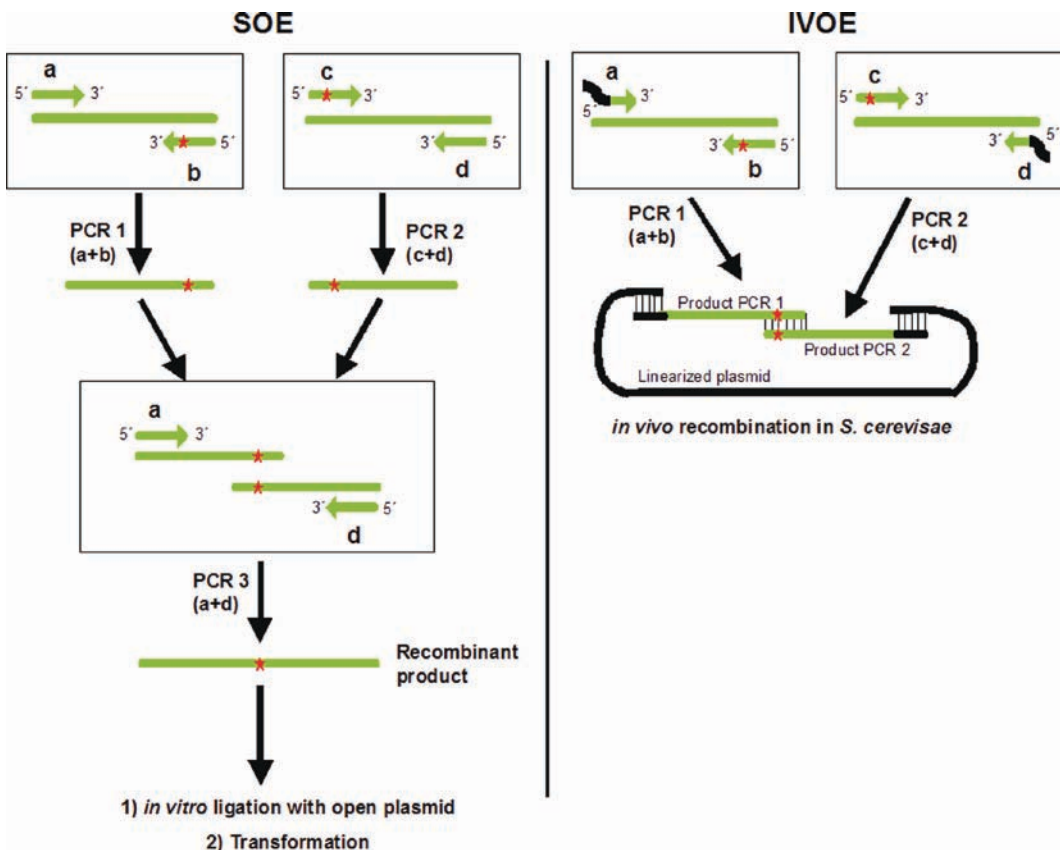 SOE
a
5´
3´
3´
5´
b
c
5´
3´
3´
5´
d
PCR 1
(a+b)
PCR 2
(c+d)
a
5´
3´
3´
5´
d
PCR 3
(a+d)
Recombinant
product
1) in vitro ligation with open plasmid
2) Transformation
IVOE
a
5´
3´
3´
5´
b
c
5´
3´
3´
5´
d
PCR 1
(a+b)
PCR 2
(c+d)
Product PCR 1
Product PCR 2
Linearized plasmid
in vivo recombination in S. cerevisae